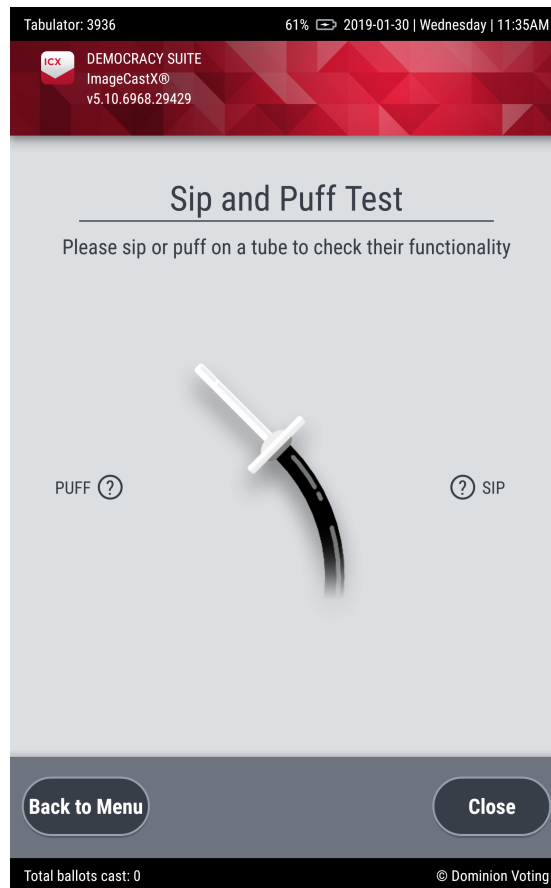 Tabulator: 3936 61% 2019-01-30 | Wednesday | 11:35AM
ICX
DEMOCRACY SUITE
ImageCastX®
v5.10.6968.29429
Sip and Puff Test
Please sip or puff on a tube to check their functionality
PUFF ? ? SIP
Back to Menu Close
Total ballots cast: 0 © Dominion Voting